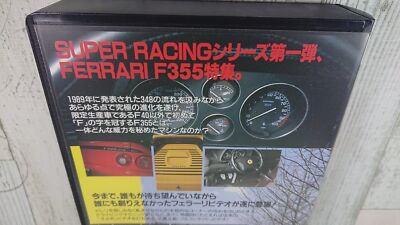 SUPER RACINGシリーズ第一弾、
FERRARI F355特集。
1989年に発表された348の流れを汲みながら
あらゆる点で究極の進化を遂げ、
限定生産車であるF40以外で初めて
「F」の字を冠するF355とは、
一体どんな威力を秘めたマシンなのか?
今まで、誰もが待ち望んでいながら
誰にも創りえなかったフェラーリビデオが遂に登場!